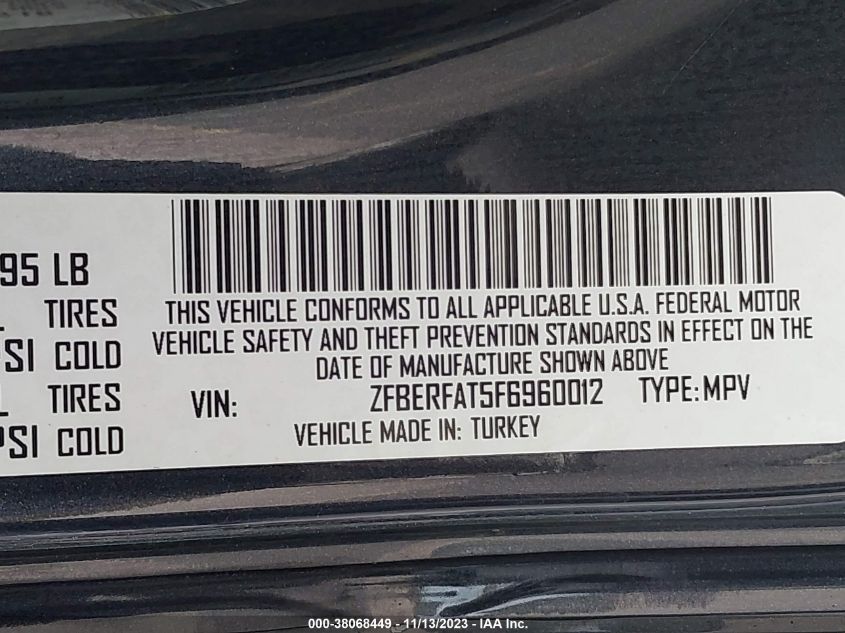 95 LB
TIRES
SI COLD
TIRES
PSI COLD
THIS VEHICLE CONFORMS TO ALL APPLICABLE U.S.A. FEDERAL MOTOR
VEHICLE SAFETY AND THEFT PREVENTION STANDARDS IN EFFECT ON THE
DATE OF MANUFACTURE SHOWN ABOVE
VIN: ZFBERFAT5F6960012 TYPE: MPV
VEHICLE MADE IN: TURKEY
000-38068449 - 11/13/2023 - IAA Inc.